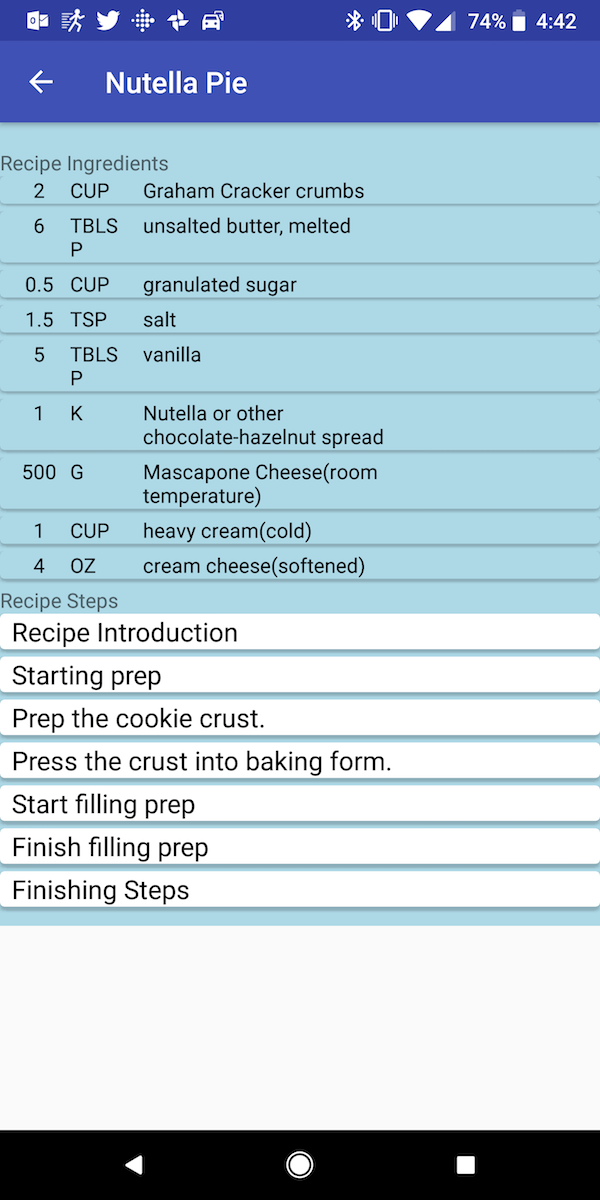 74% 4:42
Nutella Pie
Recipe Ingredients
2 CUP Graham Cracker crumbs
6 TBLS unsalted butter, melted
P
0.5 CUP granulated sugar
1.5 TSP salt
5 TBLS vanilla
P
1 K Nutella or other
chocolate-hazelnut spread
500 G Mascapone Cheese(room
temperature)
1 CUP heavy cream(cold)
4 OZ cream cheese(softened)
Recipe Steps
Recipe Introduction
Starting prep
Prep the cookie crust.
Press the crust into baking form.
Start filling prep
Finish filling prep
Finishing Steps